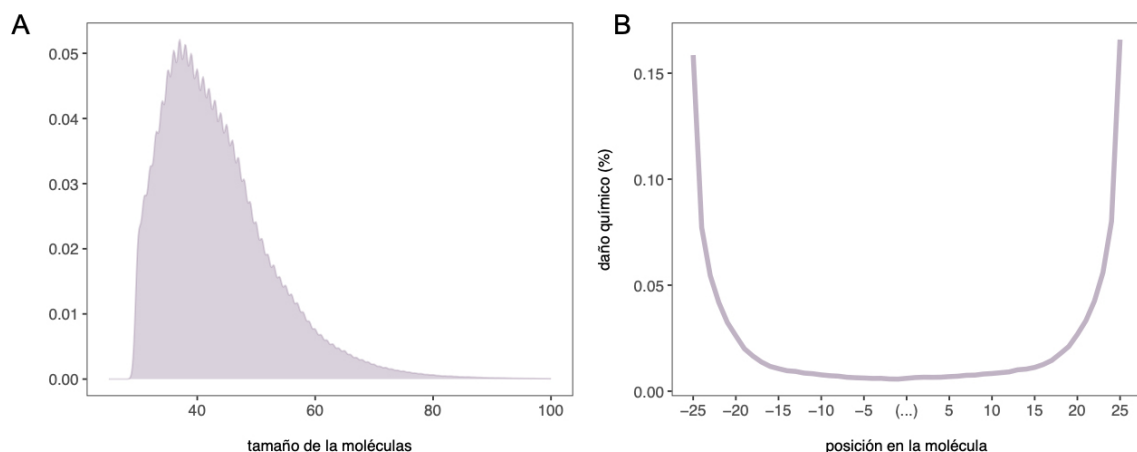 A
0.05
0.04
0.03
0.02
0.01
0.00
40 60 80 100
tamaño de la moléculas
B
daño químico (%)
0.15
0.10
0.05
0.00
−25 −20 −15 −10 −5 (...) 5 10 15 20 25
posición en la molécula